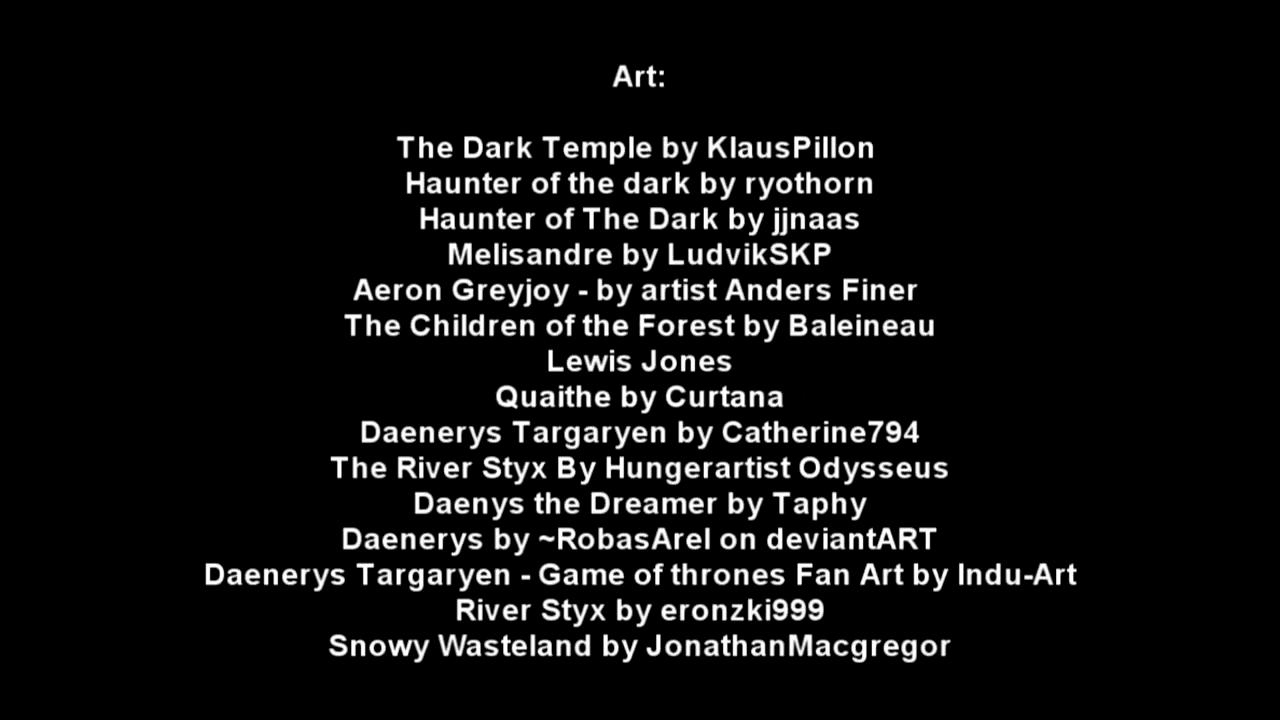 Art:
The Dark Temple by KlausPillon
Haunter of the dark by ryothorn
Haunter of The Dark by jjnaas
Melisandre by LudvikSKP
Aeron Greyjoy - by artist Anders Finer
The Children of the Forest by Baleineau
Lewis Jones
Quaithe by Curtana
Daenerys Targaryen by Catherine794
The River Styx By Hungerartist Odysseus
Daenys the Dreamer by Taphy
Daenerys by ~RobasArel on deviantART
Daenerys Targaryen - Game of thrones Fan Art by Indu-Art
River Styx by eronzki999
Snowy Wasteland by JonathanMacgregor